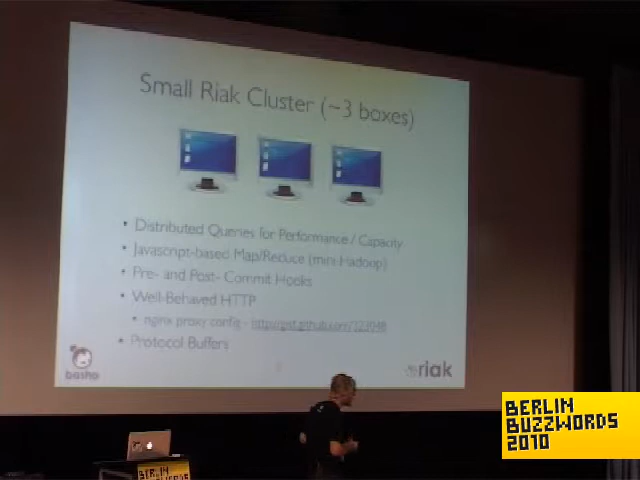 Small Riak Cluster (~3 boxes)
• Distributed Queries for Performance / Capacity
• Javascript-based Map/Reduce (mini Hadoop)
• Pre- and Post- Commit Hooks
• Well-Behaved HTTP
• nginx proxy config -
• Protocol Buffers
basho
riak
BERLIN
BUZZWORDS
2010
BERLIN